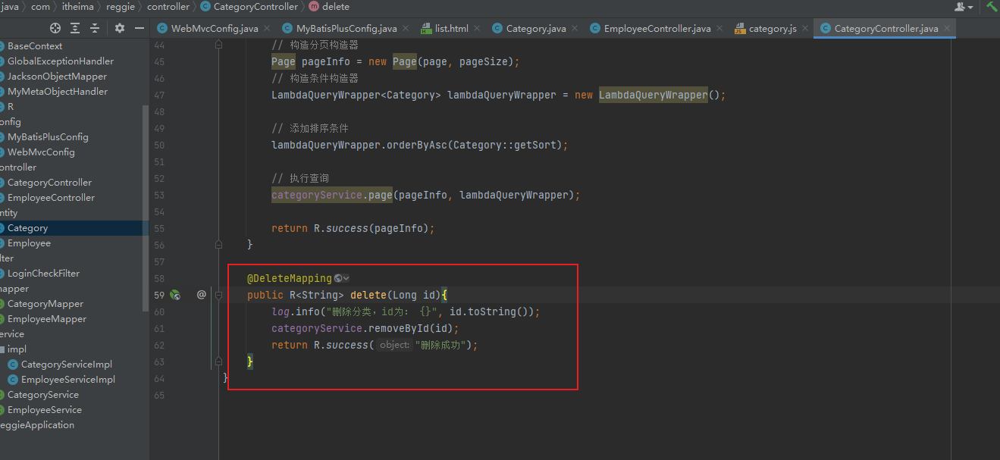 java com itheima reggie controller CategoryController delete
WebMvcConfig.java MyBatisPlusConfig.java list.html Category.java EmployeeController.java category.js CategoryController.java
BaseContext
GlobalExceptionHandler
JacksonObjectMapper
MyMetaObjectHandler
R
onfig
MyBatisPlusConfig
WebMvcConfig
ontroller
CategoryController
EmployeeController
ntity
Category
Employee
lter
LoginCheckFilter
napper
CategoryMapper
EmployeeMapper
ervice
impl
CategoryServiceImpl
EmployeeServiceImpl
CategoryService
EmployeeService
eggieApplication
44 // 构造分页构造器
45 Page pageInfo = new Page(page, pageSize);
46 // 构造条件构造器
47 LambdaQueryWrapper<Category> lambdaQueryWrapper = new LambdaQueryWrapper();
48
49 // 添加排序条件
50 lambdaQueryWrapper.orderByAsc(Category::getSort);
51
52 // 执行查询
53 categoryService.page(pageInfo, lambdaQueryWrapper);
54
55 return R.success(pageInfo);
56 }
57
58 @DeleteMapping
59 @ public R<String> delete(Long id){
60 log.info("删除分类，id为： {}", id.toString());
61 categoryService.removeById(id);
62 return R.success( object: "删除成功");
63 }
64 }
65